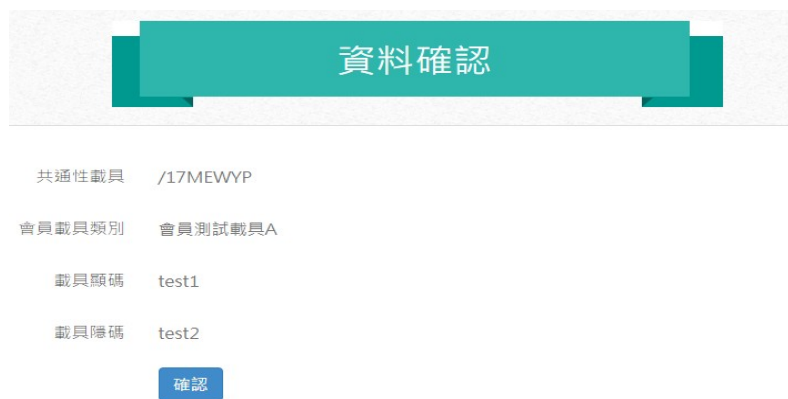 資料確認
共通性載具 /17MEWYP
會員載具類別 會員測試載具A
載具顯碼 test1
載具隱碼 test2
確認